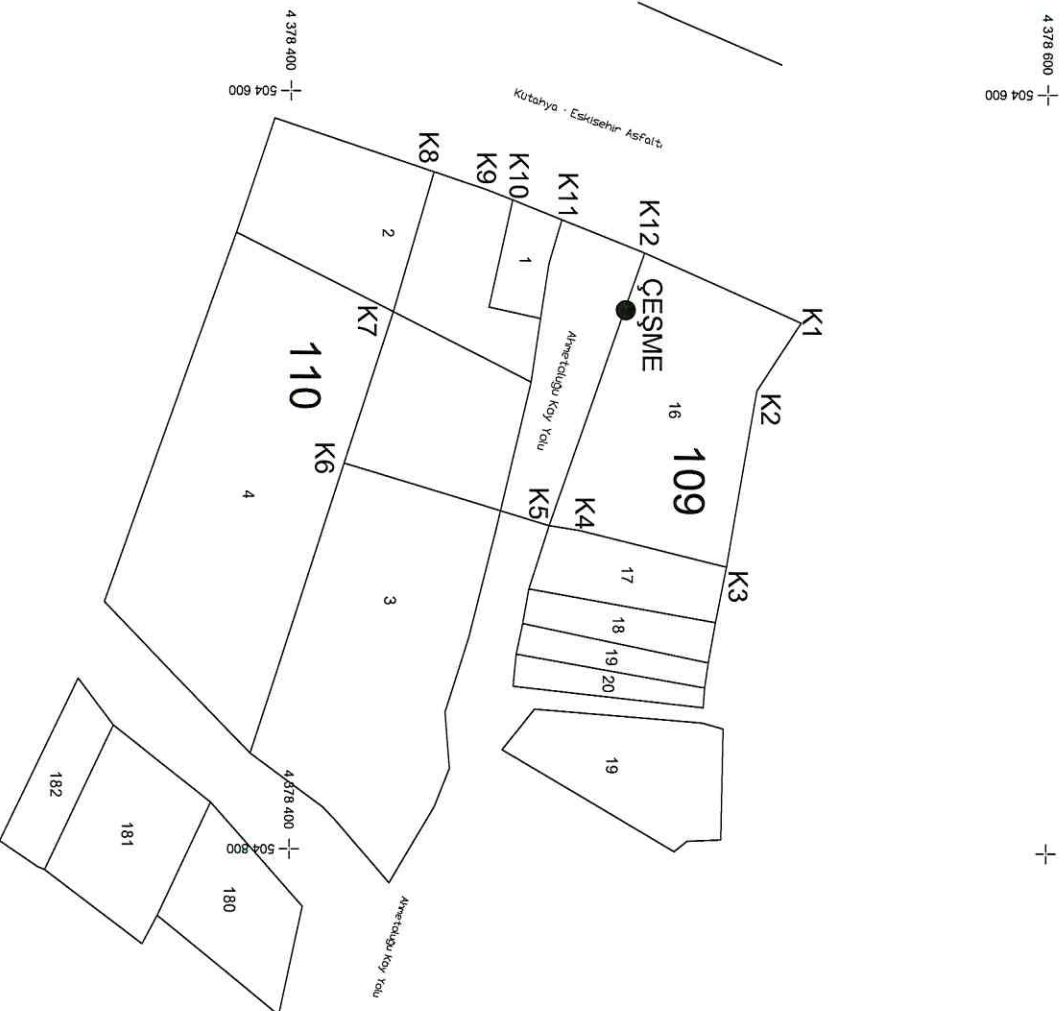 4 378 600
504 600
4 378 400
504 600
Kutahya - Eskisehir Asfaltı
K8
K9
K10
K11
K12
K1
2
1
ÇEŞME
K7
Ahmetoluğu Köy Yolu
16
K2
110
109
K6
4
K5
K4
K3
3
17
18
19
20
182
181
180
4 378 400
504 800
19
Ahmetoluğu Köy Yolu